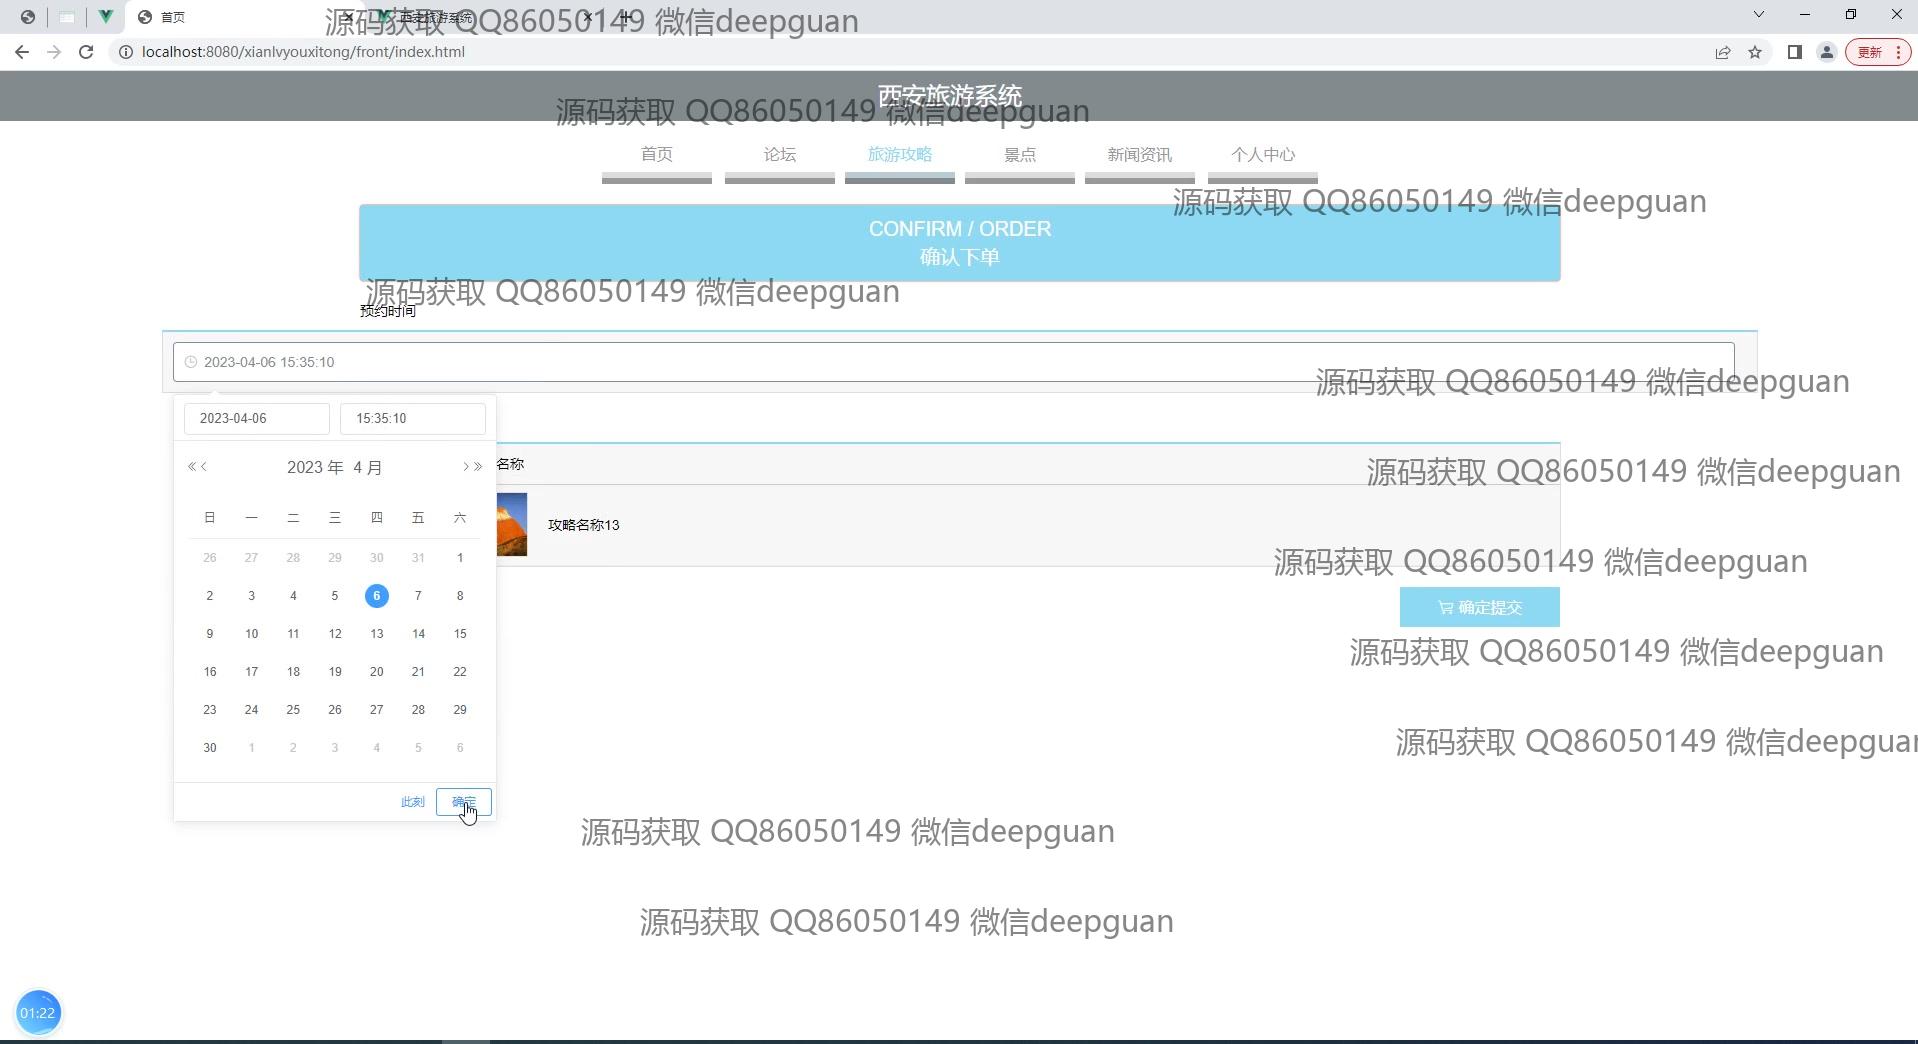 首页
西安旅游系统
源码获取 QQ86050149 微信deepguan
localhost:8080/xianlvyouxitong/front/index.html
更新
西安旅游系统
源码获取 QQ86050149 微信deepguan
首页 论坛 旅游攻略 景点 新闻资讯 个人中心
源码获取 QQ86050149 微信deepguan
CONFIRM / ORDER
确认下单
源码获取 QQ86050149 微信deepguan
预约时间
2023-04-06 15:35:10
源码获取 QQ86050149 微信deepguan
2023-04-06 15:35:10
名称
2023 年 4 月
源码获取 QQ86050149 微信deepguan
日 一 二 三 四 五 六
攻略名称13
26 27 28 29 30 31 1
源码获取 QQ86050149 微信deepguan
2 3 4 5 6 7 8
确定提交
9 10 11 12 13 14 15
源码获取 QQ86050149 微信deepguan
16 17 18 19 20 21 22
23 24 25 26 27 28 29
30 1 2 3 4 5 6
源码获取 QQ86050149 微信deepguan
此刻 确定
源码获取 QQ86050149 微信deepguan
源码获取 QQ86050149 微信deepguan
01:22